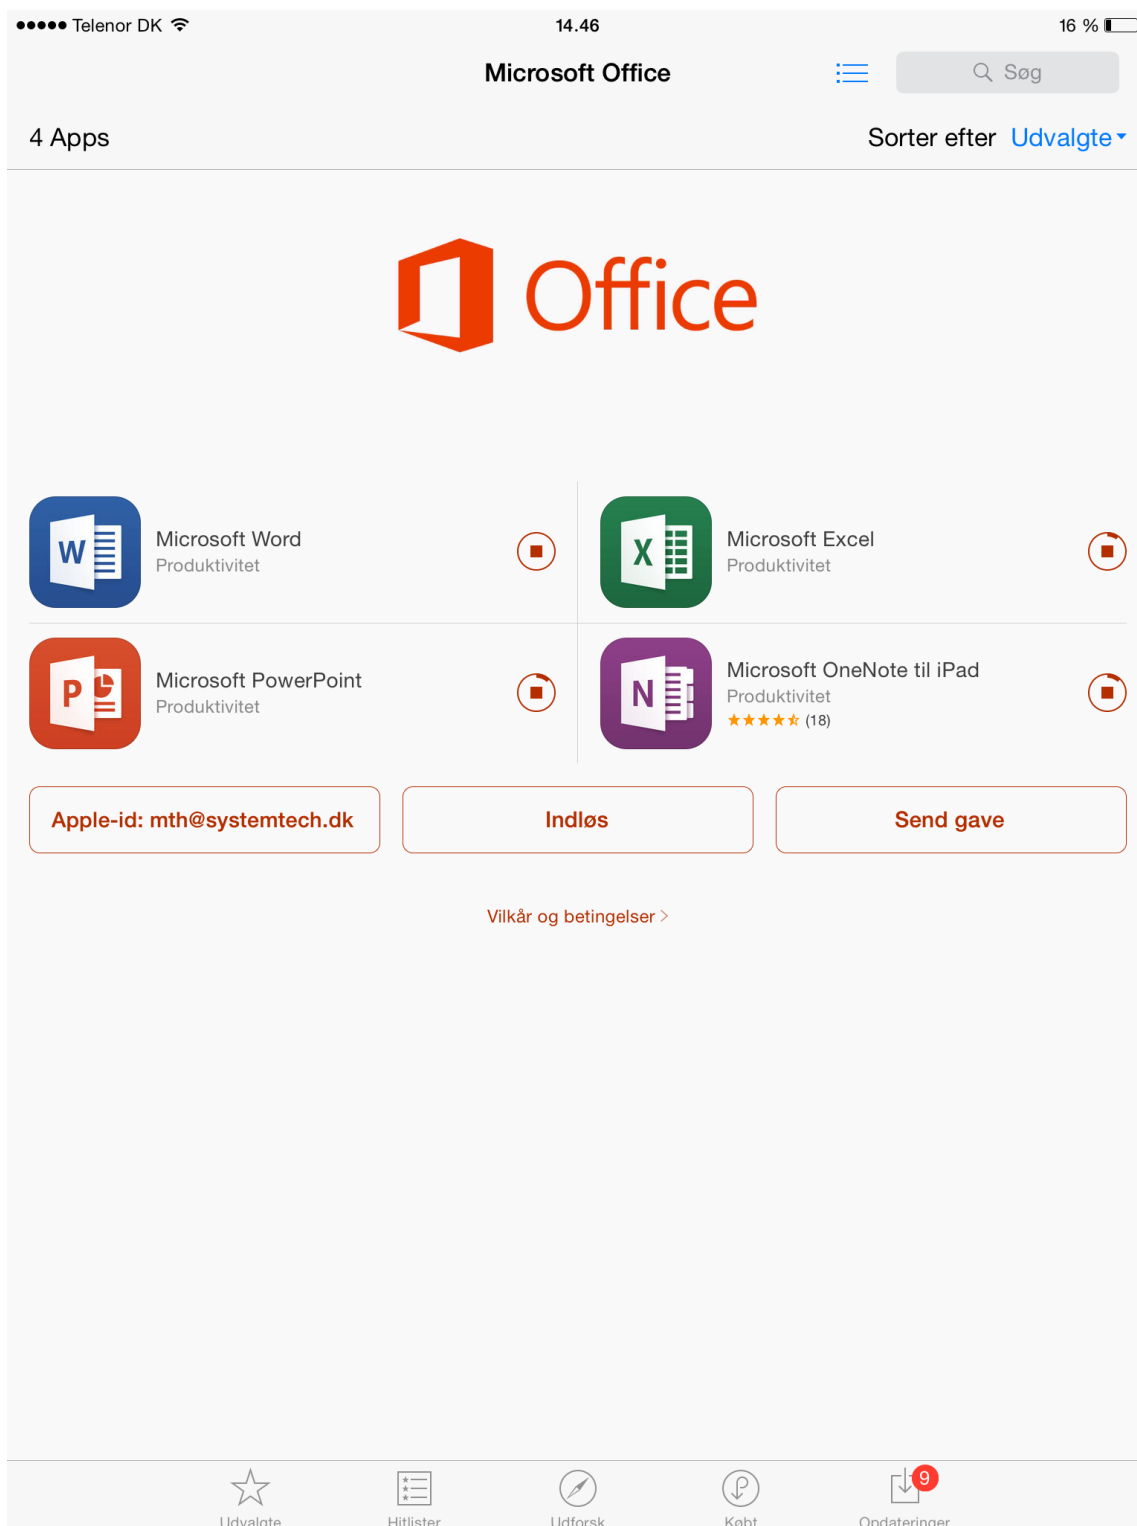 Telenor DK 14.46 16 %
Microsoft Office Søg
4 Apps Sorter efter Udvalgte
Office
Microsoft Word
Produktivitet
Microsoft Excel
Produktivitet
Microsoft PowerPoint
Produktivitet
Microsoft OneNote til iPad
Produktivitet
(18)
Apple-id: mth@systemtech.dk Indløs Send gave
Vilkår og betingelser
9
Udvalgte Hitlister Udforsk Købt Opdateringer